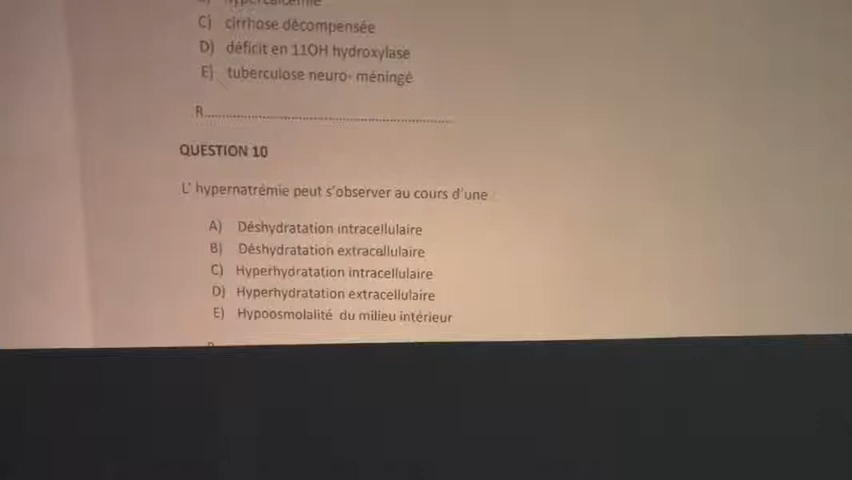 hypercalcémie
C) cirrhose décompensée
D) déficit en 11OH hydroxylase
E) tuberculose neuro- méningé
R..........................................................
QUESTION 10
L' hypernatrémie peut s'observer au cours d'une :
A) Déshydratation intracellulaire
B) Déshydratation extracellulaire
C) Hyperhydratation intracellulaire
D) Hyperhydratation extracellulaire
E) Hypoosmolalité du milieu intérieur